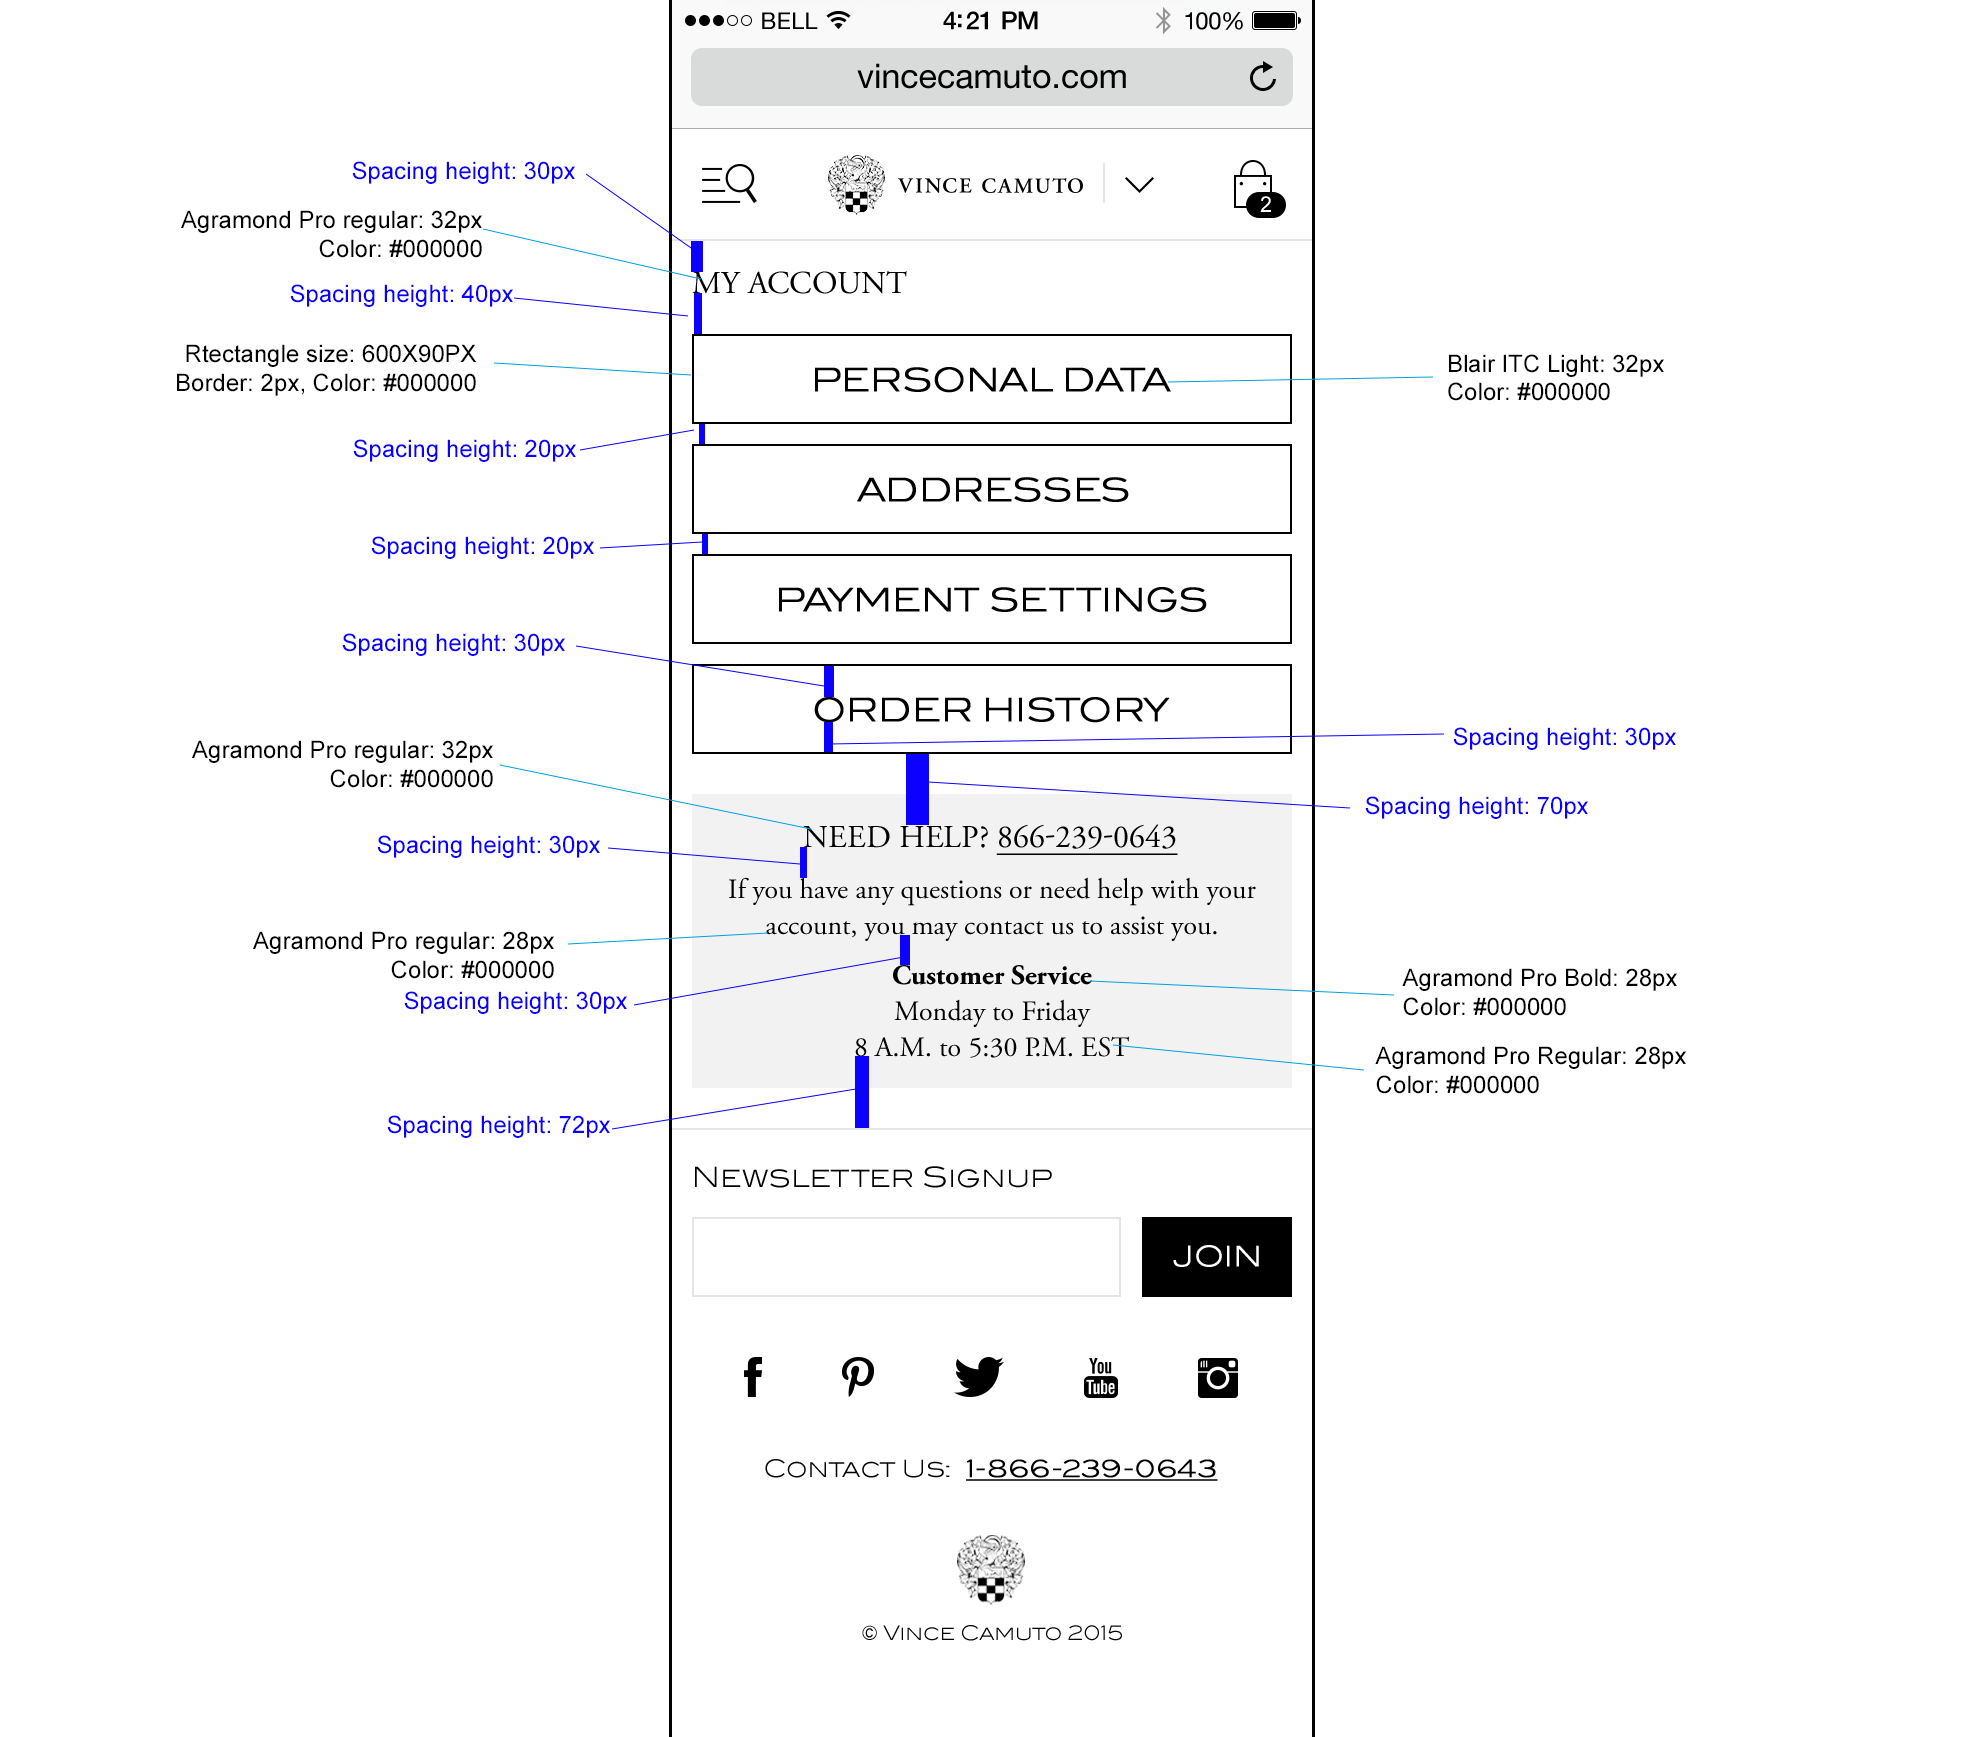 BELL 4:21 PM 100%
vincecamuto.com
VINCE CAMUTO
2
Spacing height: 30px
Agramond Pro regular: 32px
Color: #000000
MY ACCOUNT
Spacing height: 40px
Rtectangle size: 600X90PX
Border: 2px, Color: #000000
PERSONAL DATA
Blair ITC Light: 32px
Color: #000000
Spacing height: 20px
ADDRESSES
Spacing height: 20px
PAYMENT SETTINGS
Spacing height: 30px
ORDER HISTORY
Spacing height: 30px
Agramond Pro regular: 32px
Color: #000000
Spacing height: 70px
NEED HELP? 866-239-0643
Spacing height: 30px
If you have any questions or need help with your
account, you may contact us to assist you.
Agramond Pro regular: 28px
Color: #000000
Spacing height: 30px
Customer Service
Agramond Pro Bold: 28px
Color: #000000
Monday to Friday
8 A.M. to 5:30 P.M. EST
Agramond Pro Regular: 28px
Color: #000000
Spacing height: 72px
NEWSLETTER SIGNUP
JOIN
You
Tube
CONTACT US: 1-866-239-0643
© VINCE CAMUTO 2015